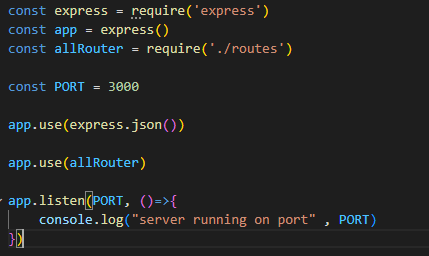 const express = require('express')
const app = express()
const allRouter = require('./routes')
const PORT = 3000
app.use(express.json())
app.use(allRouter)
app.listen(PORT, ()=>{
    console.log("server running on port" , PORT)
})